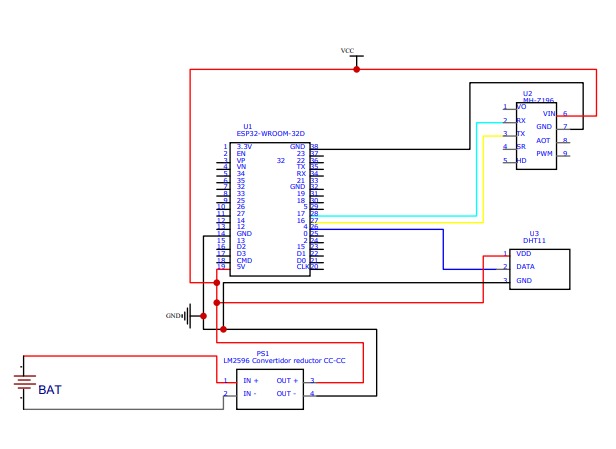 VCC
U2
MH-Z19B
1 VO VIN 6
2 RX GND 7
3 TX AOT 8
4 SR PWM 9
5 HD
U1
ESP32-WROOM-32D
1 3.3V GND 38
2 EN 23 37
3 VP 32 22 36
4 VN TX 35
5 34 RX 34
6 35 21 33
7 32 GND 32
8 33 19 31
9 25 18 30
10 26 5 29
11 27 17 28
12 14 16 27
13 12 4 26
14 GND 0 25
15 13 2 24
16 D2 15 23
17 D3 D1 22
18 CMD D0 21
19 5V CLK 20
U3
DHT11
1 VDD
2 DATA
3 GND
GND
PS1
LM2596 Convertidor reductor CC-CC
1 IN + OUT + 3
2 IN - OUT - 4
BAT